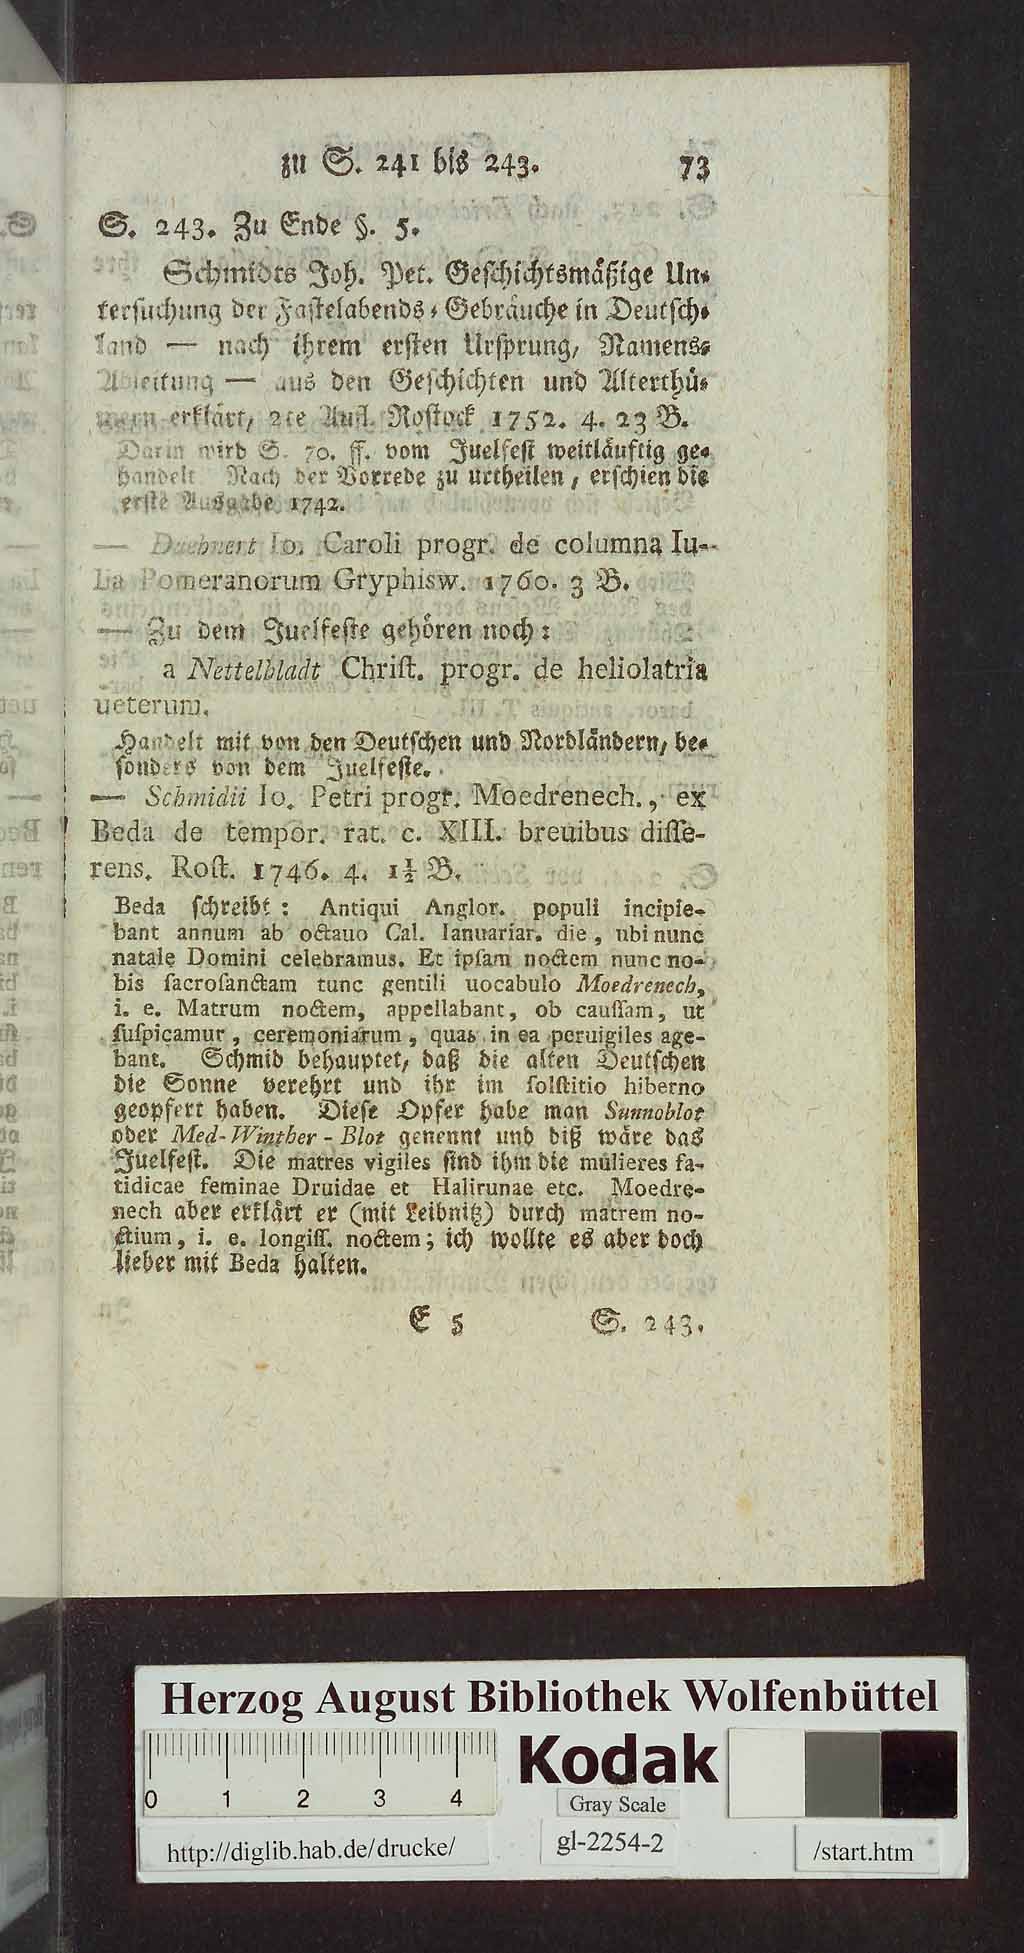 zu S. 241 bis 243. 73
S. 243. Zu Ende §. 5.
Schmidts Joh. Pet. Geschichtsmäßige Un-
tersuchung der Fastelabends-Gebräuche in Deutsch-
land — nach ihrem ersten Ursprung, Namens-
Ableitung — aus den Geschichten und Alterthü-
mern erklärt, 2te Aufl. Rostock 1752. 4. 23 B.
Darin wird S. 70. ff. vom Juelfest weitläuftig ge-
handelt Nach der Vorrede zu urtheilen, erschien die
erste Ausgabe 1742.
— Daehnert Io. Caroli progr. de columna Iu-
lia Pomeranorum Gryphisw. 1760. 3 B.
— Zu dem Juelfeste gehören noch:
a Nettelbladt Chriſt. progr. de heliolatria
ueterum.
Handelt mit von den Deutschen und Nordländern, be-
sonders von dem Juelfeste.
— Schmidii Io. Petri progr. Moedrenech., ex
Beda de tempor. rat. c. XIII. breuibus diſſe-
rens. Roſt. 1746. 4. 1½ B.
Beda schreibt: Antiqui Anglor. populi incipie-
bant annum ab octauo Cal. Ianuariar. die, ubi nunc
natale Domini celebramus. Et ipſam noctem nunc no-
bis ſacroſanctam tunc gentili uocabulo Moedrenech,
i. e. Matrum noctem, appellabant, ob cauſſam, ut
ſuſpicamur, ceremoniarum, quas in ea peruigiles age-
bant. Schmid behauptet, daß die alten Deutschen
die Sonne verehrt und ihr im ſolſtitio hiberno
geopfert haben. Diese Opfer habe man Sunnoblot
oder Med-Winther-Blot genennt und diß wäre das
Juelfest. Die matres vigiles sind ihm die mulieres fa-
tidicae feminae Druidae et Halirunae etc. Moedre-
nech aber erklärt er (mit Leibnitz) durch matrem no-
ctium, i. e. longiſſ. noctem; ich wollte es aber doch
lieber mit Beda halten.
E 5 S. 243.
Herzog August Bibliothek Wolfenbüttel
0 1 2 3 4
Kodak
Gray Scale
http://diglib.hab.de/drucke/
gl-2254-2
/start.htm